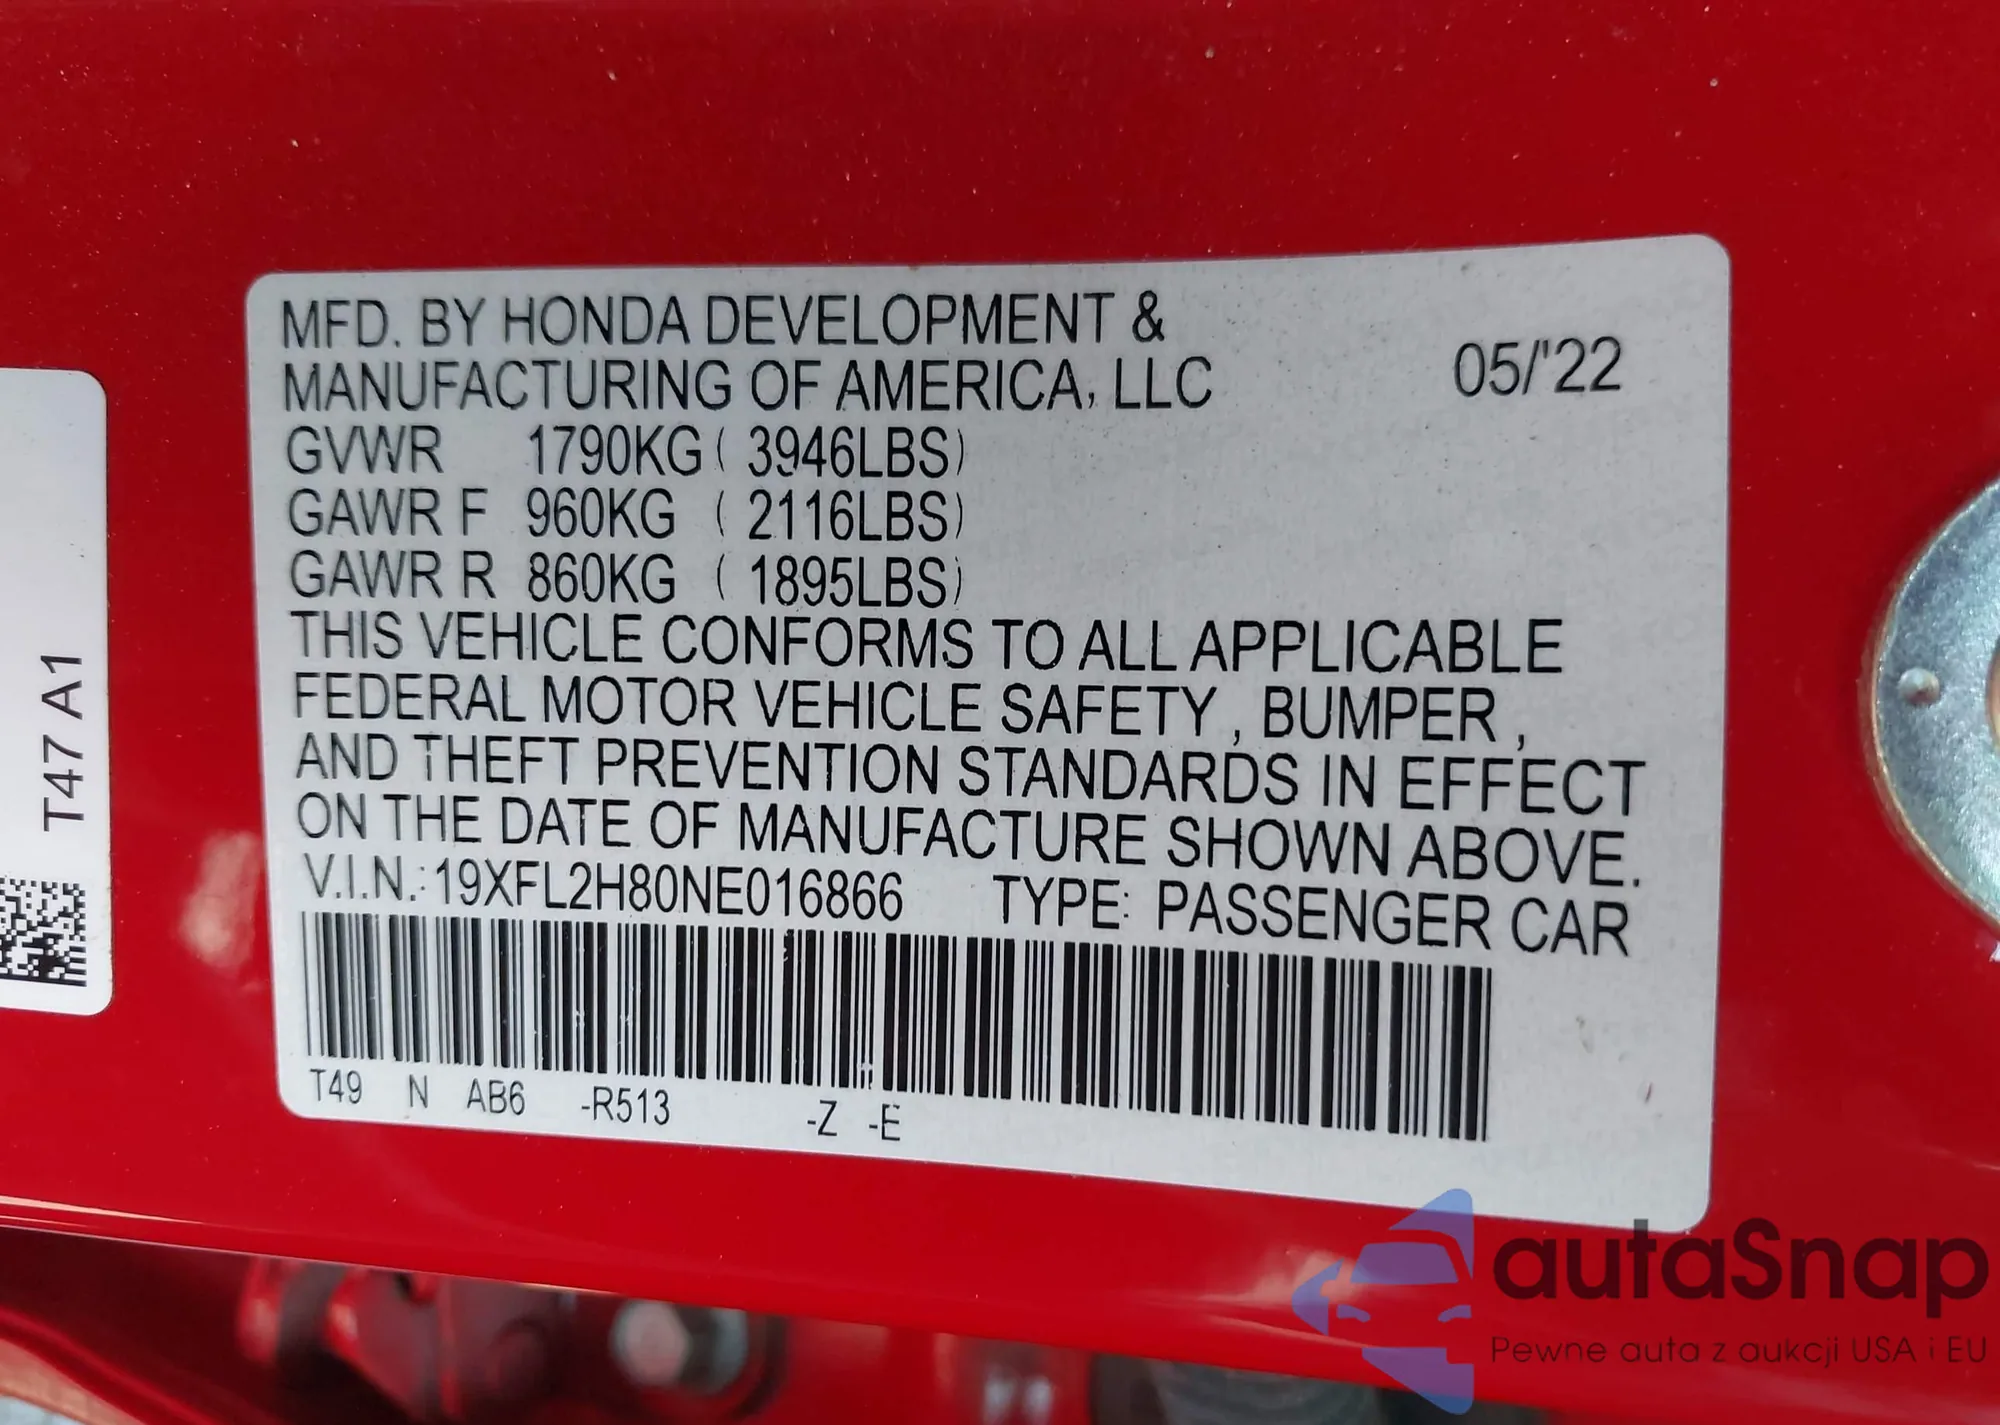 MFD. BY HONDA DEVELOPMENT &
MANUFACTURING OF AMERICA, LLC
05/'22
GVWR 1790KG ( 3946LBS)
GAWR F 960KG ( 2116LBS)
GAWR R 860KG ( 1895LBS)
THIS VEHICLE CONFORMS TO ALL APPLICABLE
FEDERAL MOTOR VEHICLE SAFETY , BUMPER ,
AND THEFT PREVENTION STANDARDS IN EFFECT
ON THE DATE OF MANUFACTURE SHOWN ABOVE.
V.I.N.: 19XFL2H80NE016866 TYPE: PASSENGER CAR
T49 N AB6 -R513 -Z -E
T47 A1
autaSnap
Pewne auta z aukcji USA i EU